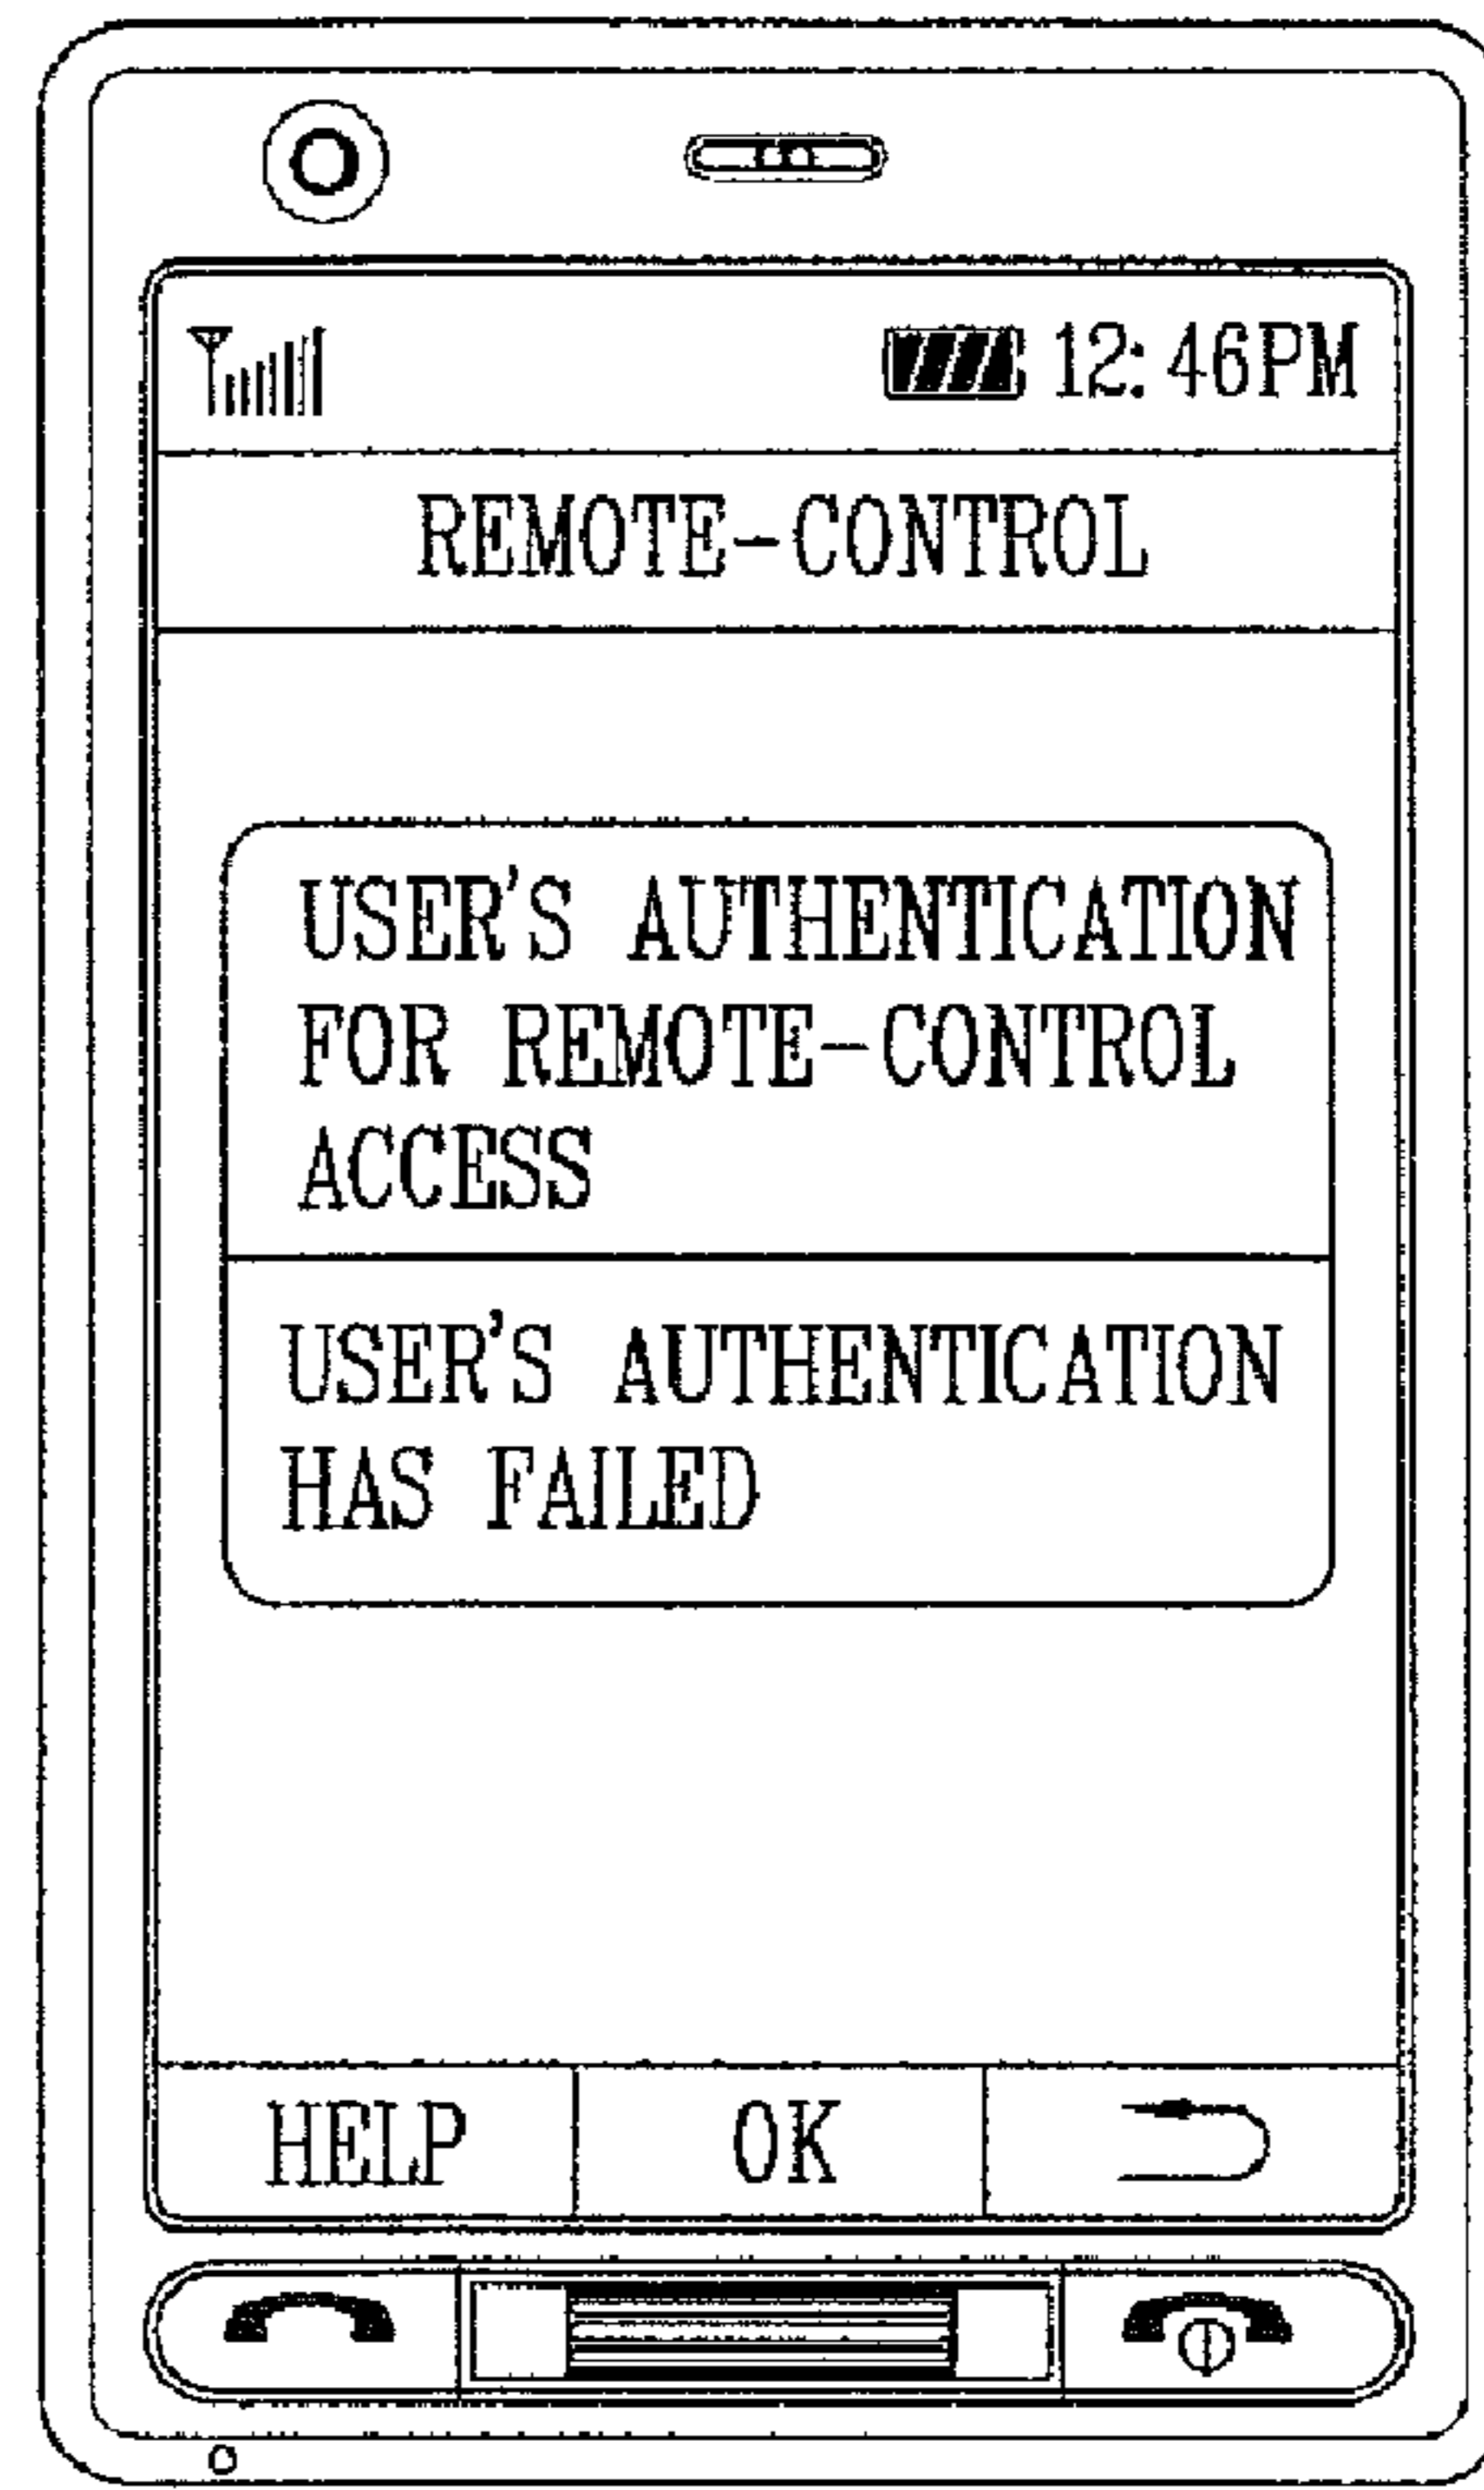 12:46PM
REMOTE-CONTROL
USER'S AUTHENTICATION
FOR REMOTE-CONTROL
ACCESS
USER'S AUTHENTICATION
HAS FAILED
HELP OK